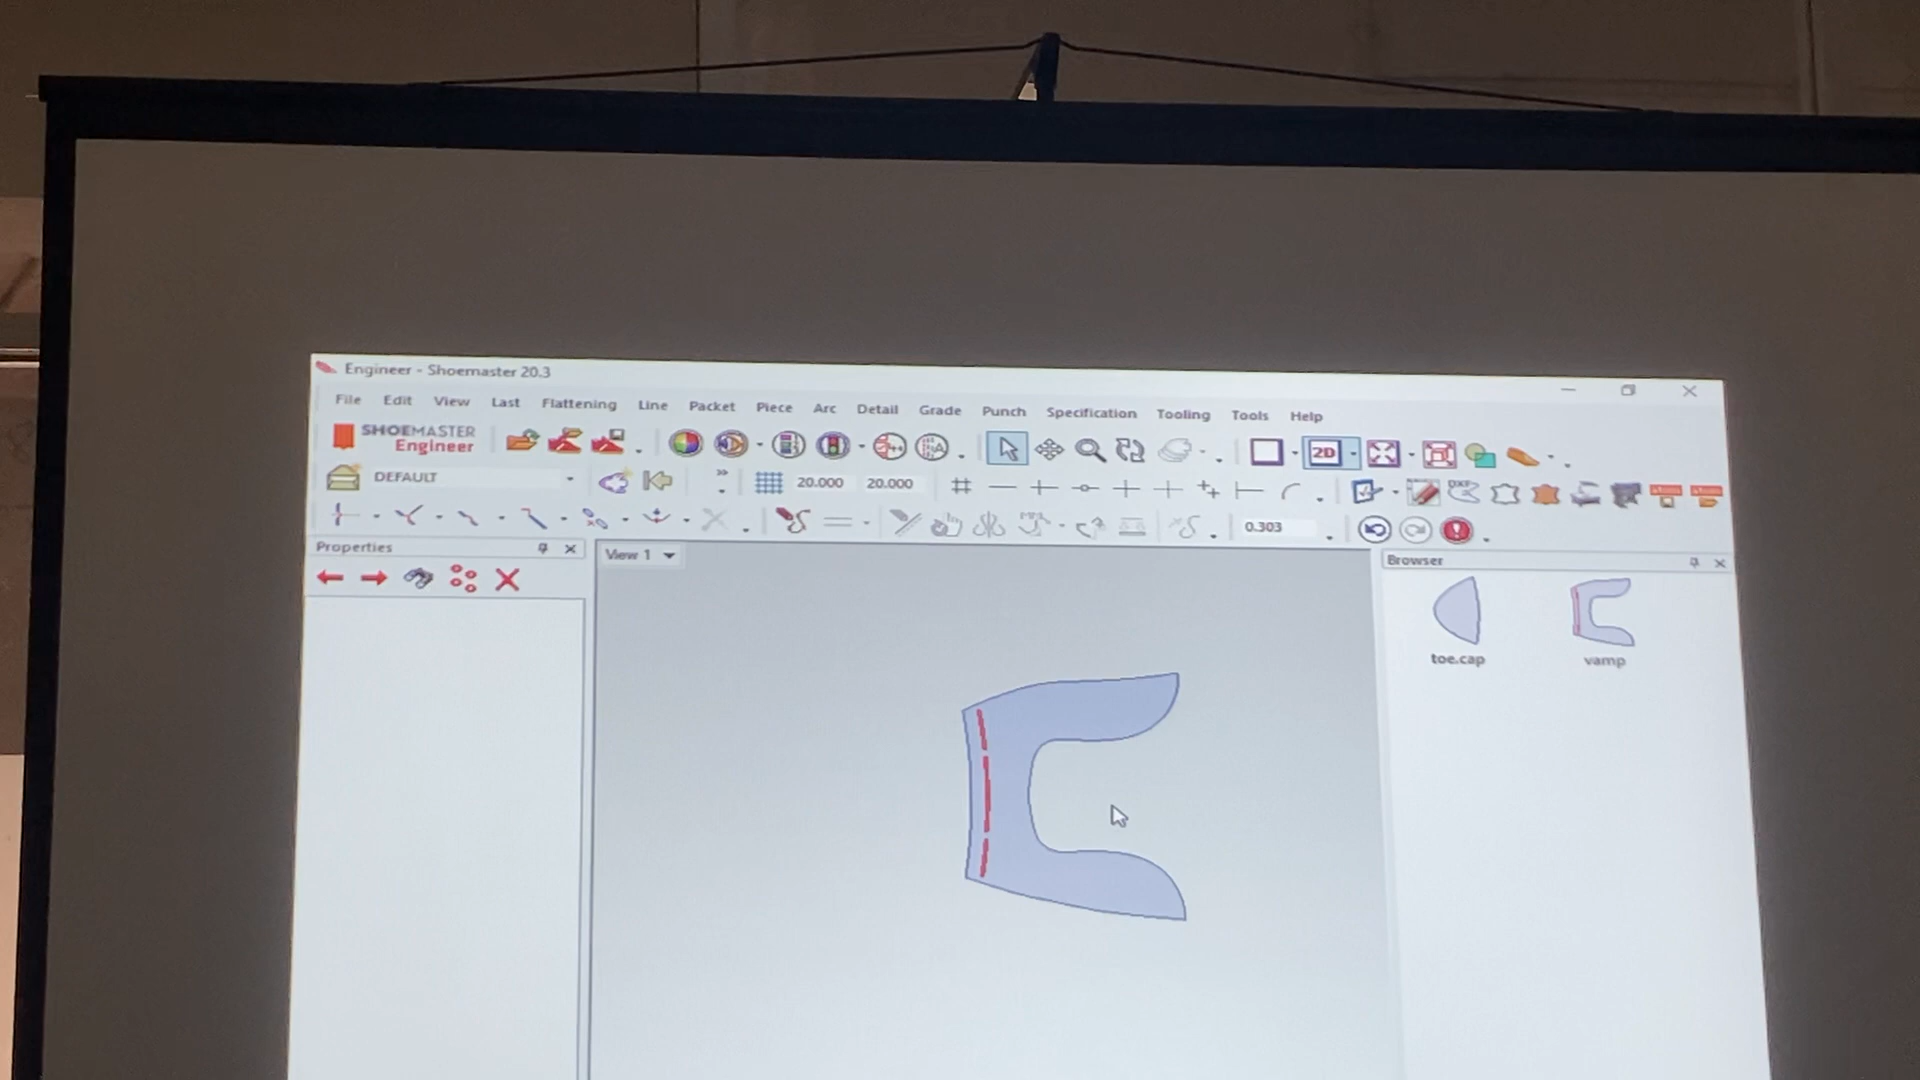 Engineer - Shoemaster 20.3
File Edit View Last Flattening Line Packet Piece Arc Detail Grade Punch Specification Tooling Tools Help
SHOEMASTER
Engineer
2D
DEFAULT
20.000 20.000
DXF
0.303
Properties
View 1
Browser
toe.cap vamp